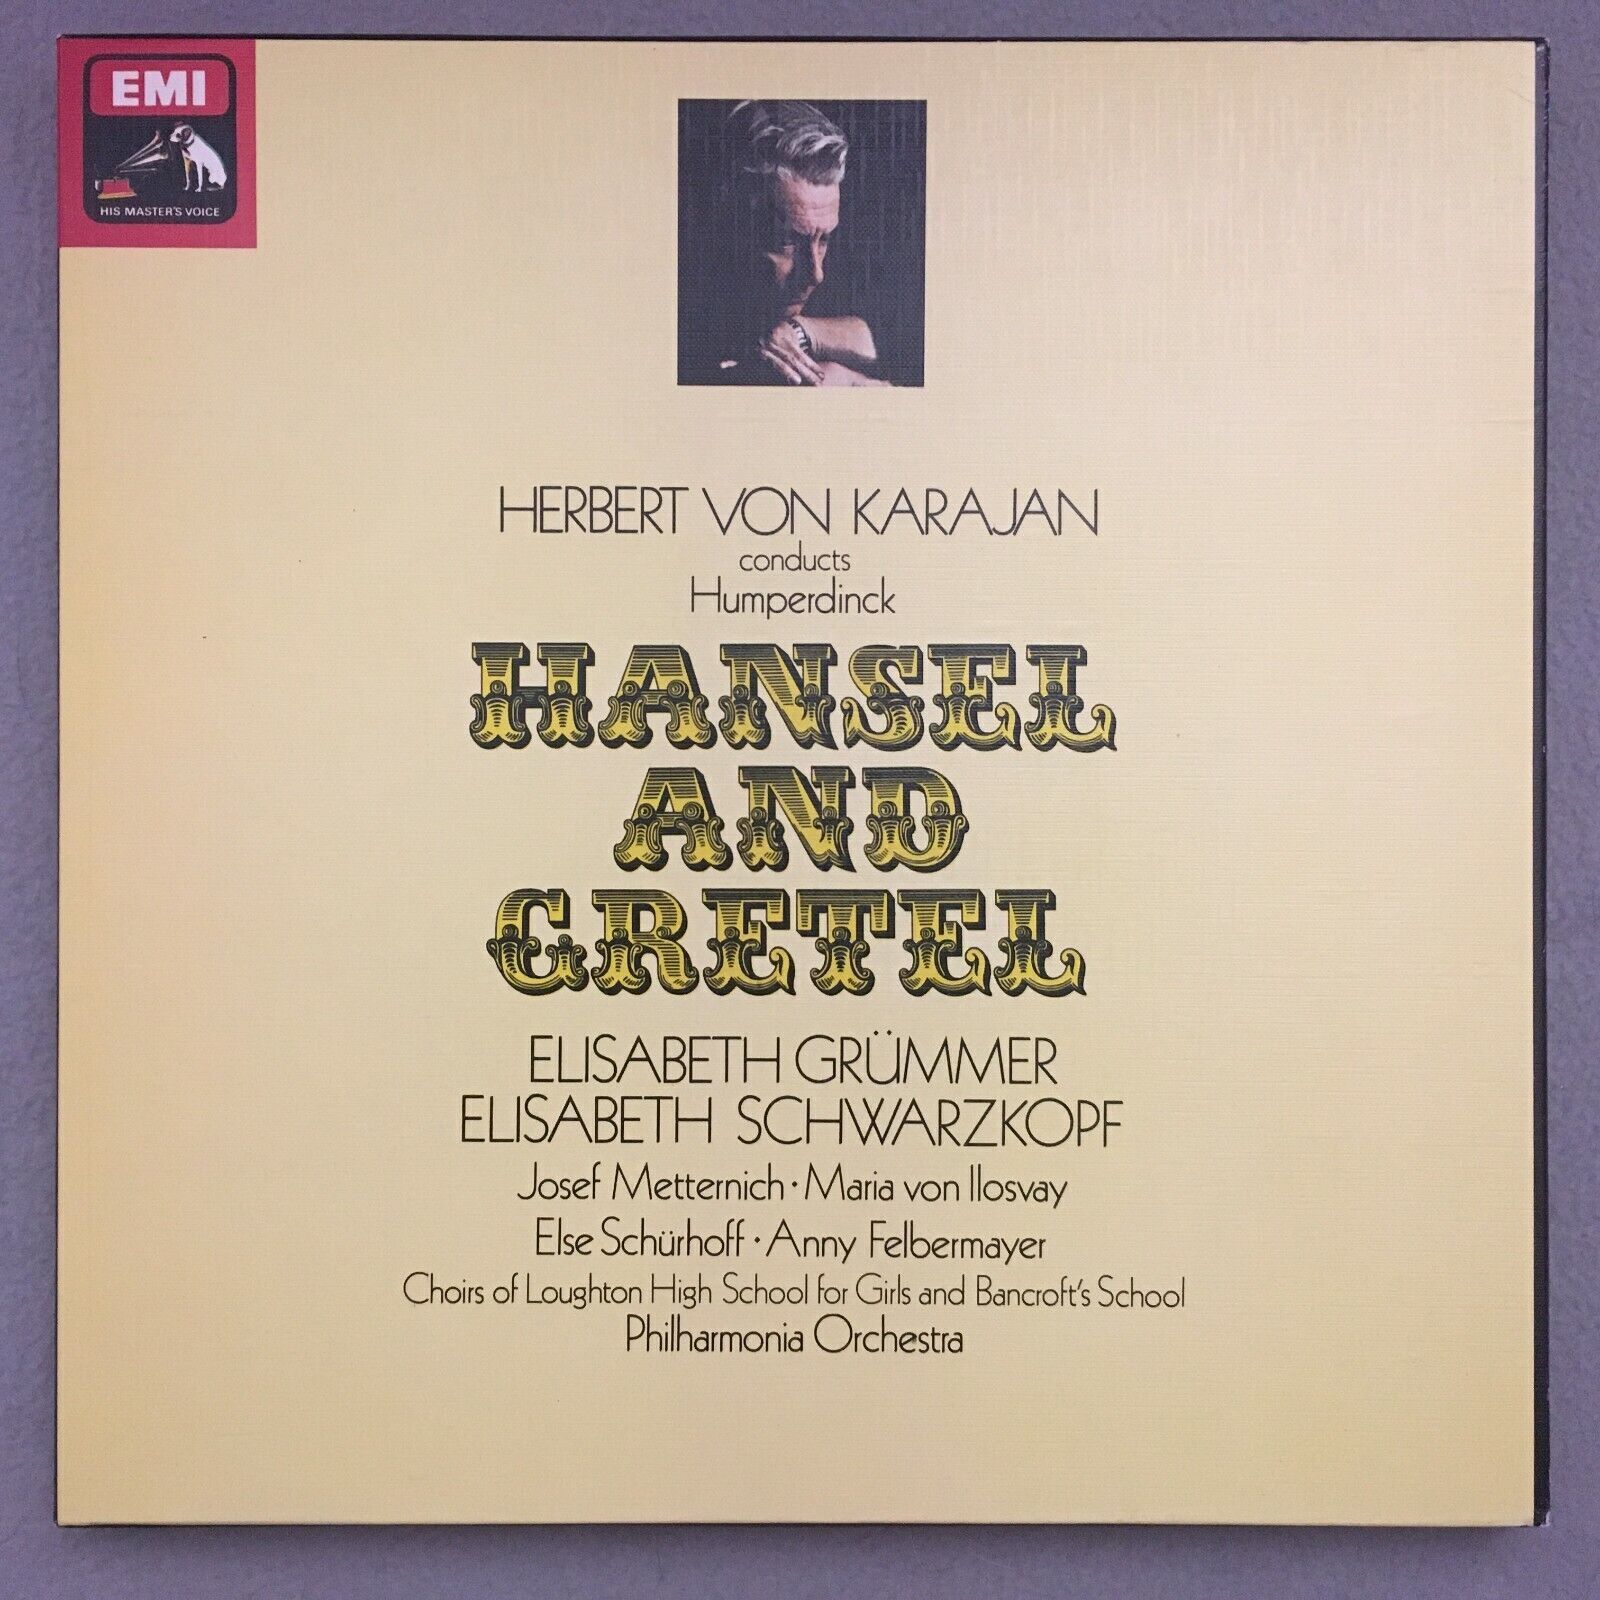 EMI
HIS MASTER'S VOICE
HERBERT VON KARAJAN
conducts
Humperdinck
HANSEL
AND
GRETEL
ELISABETH GRÜMMER
ELISABETH SCHWARZKOPF
Josef Metternich · Maria von Ilosvay
Else Schürhoff · Anny Felbermayer
Choirs of Loughton High School for Girls and Bancroft's School
Philharmonia Orchestra